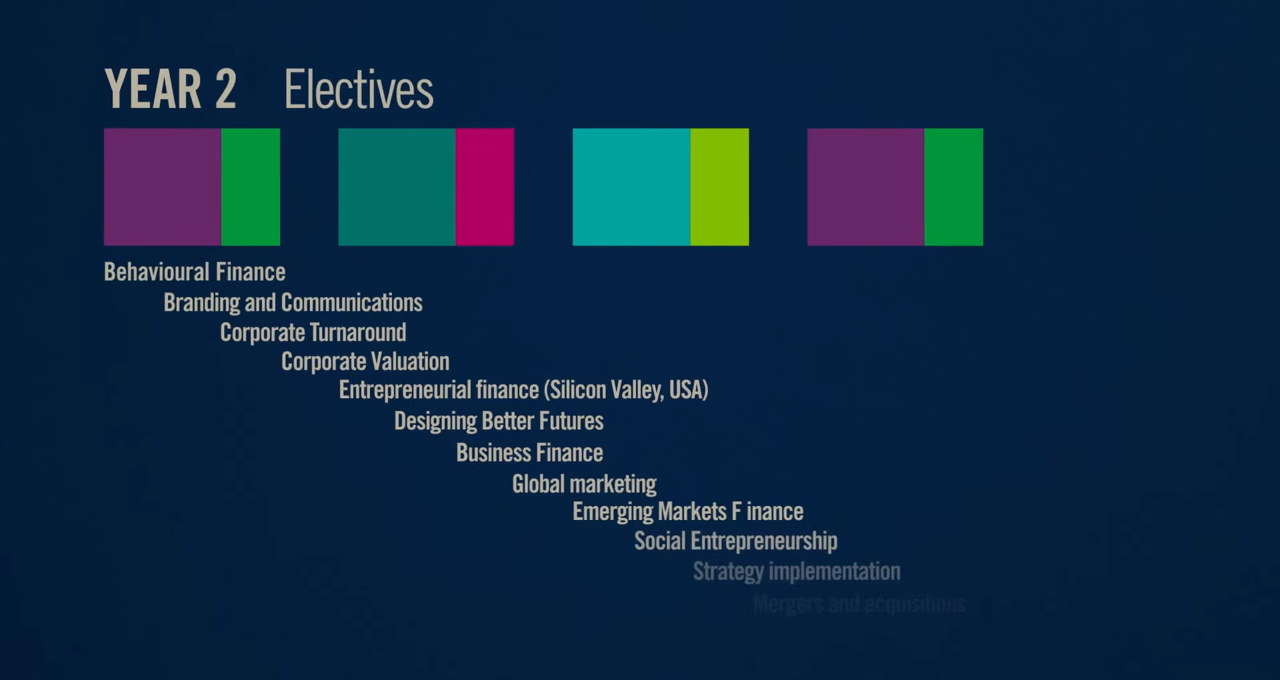 YEAR 2 Electives
Behavioural Finance
Branding and Communications
Corporate Turnaround
Corporate Valuation
Entrepreneurial finance (Silicon Valley, USA)
Designing Better Futures
Business Finance
Global marketing
Emerging Markets F inance
Social Entrepreneurship
Strategy implementation
Mergers and acquisitions